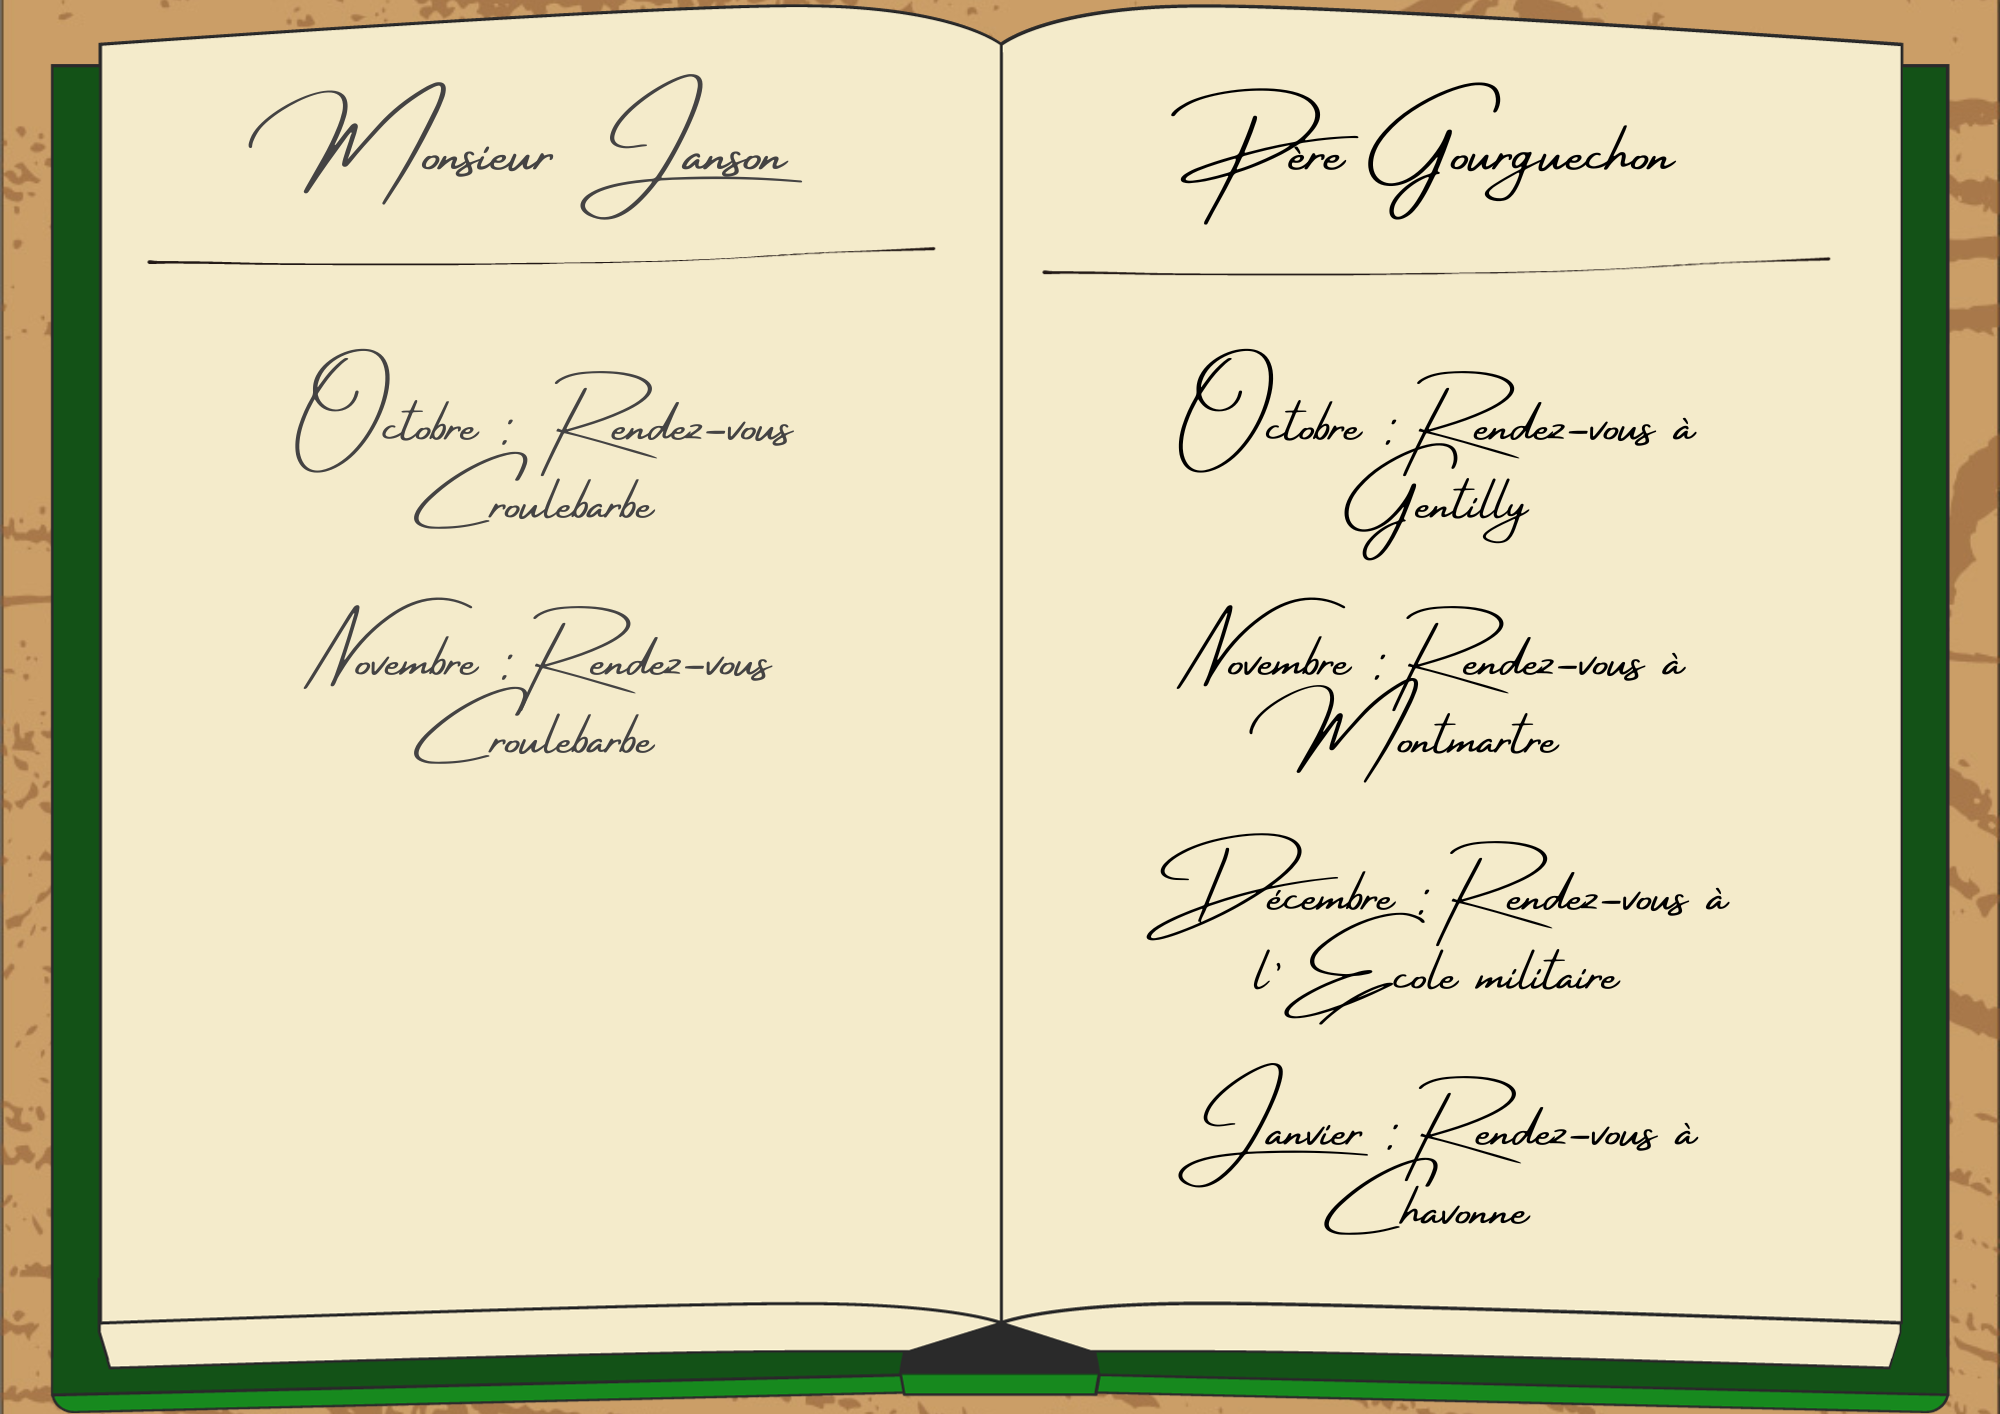 Monsieur Janson
Octobre : Rendez-vous
Croulebarbe
Novembre : Rendez-vous
Croulebarbe
Père Gourguechon
Octobre : Rendez-vous à
Gentilly
Novembre : Rendez-vous à
Montmartre
Décembre : Rendez-vous à
l' Ecole militaire
Janvier : Rendez-vous à
Chavonne